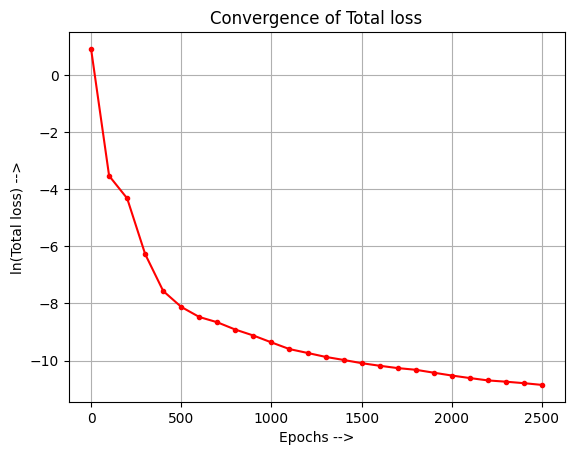 Convergence of Total loss
ln(Total loss) -->
0
−2
−4
−6
−8
−10
0 500 1000 1500 2000 2500
Epochs -->